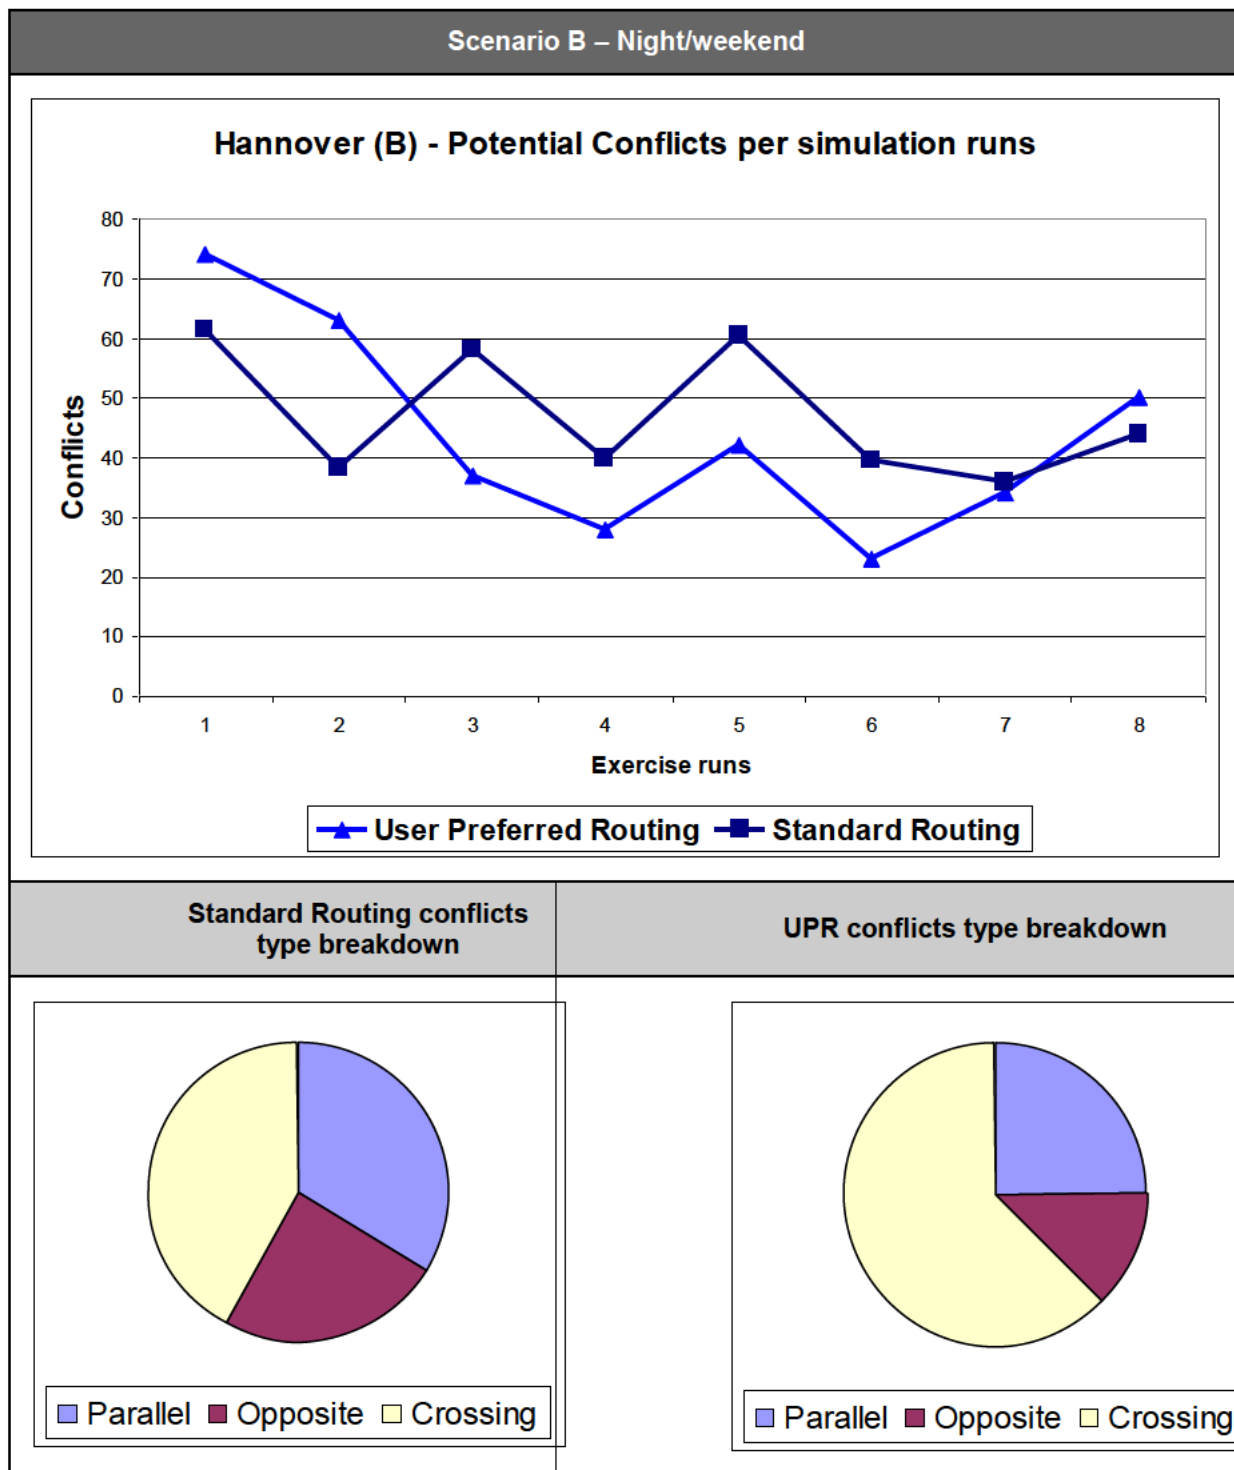 Scenario B – Night/weekend
Hannover (B) - Potential Conflicts per simulation runs
80
70
60
50
40
30
20
10
0
Conflicts
1 2 3 4 5 6 7 8
Exercise runs
User Preferred Routing Standard Routing
Standard Routing conflicts
type breakdown
UPR conflicts type breakdown
Parallel Opposite Crossing
Parallel Opposite Crossing